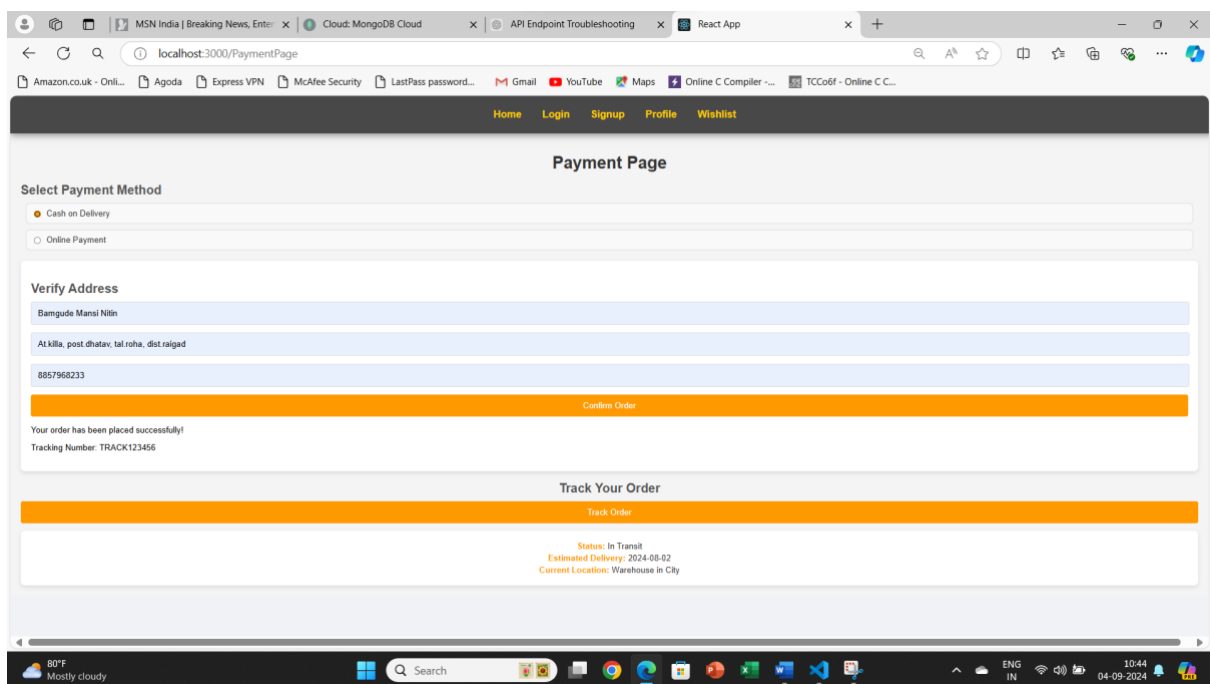 MSN India | Breaking News, Enter
Cloud: MongoDB Cloud
API Endpoint Troubleshooting
React App
localhost:3000/PaymentPage
Amazon.co.uk - Onli...
Agoda
Express VPN
McAfee Security
LastPass password...
Gmail
YouTube
Maps
Online C Compiler -...
TCCo6f - Online C C...
Home Login Signup Profile Wishlist
Payment Page
Select Payment Method
Cash on Delivery
Online Payment
Verify Address
Bamgude Mansi Nitin
At.killa, post.dhatav, tal.roha, dist.raigad
8857968233
Confirm Order
Your order has been placed successfully!
Tracking Number: TRACK123456
Track Your Order
Track Order
Status: In Transit
Estimated Delivery: 2024-08-02
Current Location: Warehouse in City
80°F
Mostly cloudy
Search
ENG
IN
10:44
04-09-2024